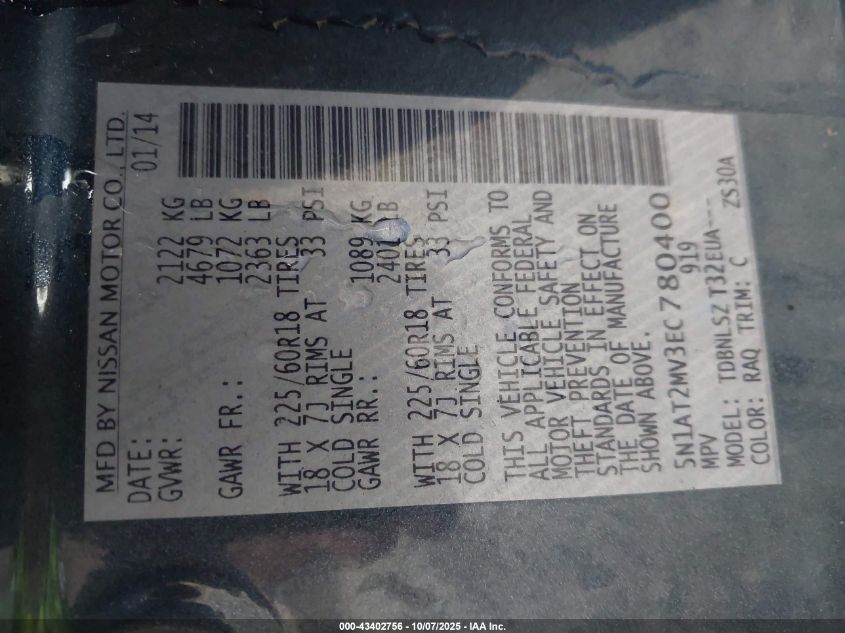 MFD BY NISSAN MOTOR CO., LTD.
DATE: 01/14
GVWR: 2122 KG
4679 LB
GAWR FR.: 1072 KG
2363 LB
WITH 225/60R18 TIRES
18 X 7J RIMS AT 33 PSI
COLD SINGLE
GAWR RR.: 1089 KG
2401 LB
WITH 225/60R18 TIRES
18 X 7J RIMS AT 33 PSI
COLD SINGLE
THIS VEHICLE CONFORMS TO
ALL APPLICABLE FEDERAL
MOTOR VEHICLE SAFETY AND
THEFT PREVENTION
STANDARDS IN EFFECT ON
THE DATE OF MANUFACTURE
SHOWN ABOVE.
5N1AT2MV3EC780400
MPV 919
MODEL: TDBNLSZ T32EUA---
COLOR: RAQ TRIM: C ZS30A
000-43402756 - 10/07/2025 - IAA Inc.